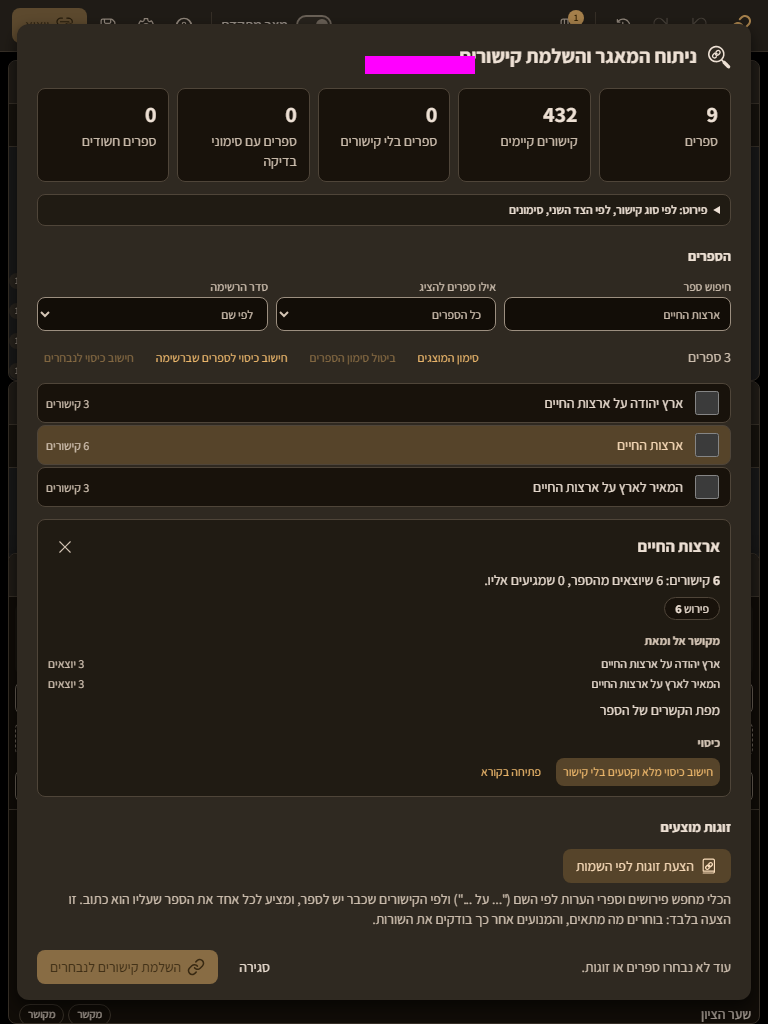 1
ניתוח המאגר והשלמת קישורים
9
ספרים
432
קישורים קיימים
0
ספרים בלי קישורים
0
ספרים עם סימוני בדיקה
0
ספרים חשודים
פירוט: לפי סוג קישור, לפי הצד השני, סימונים
הספרים
חיפוש ספר
אילו ספרים להציג
סדר הרשימה
ארצות החיים
כל הספרים
לפי שם
3 ספרים
סימון המוצגים
ביטול סימון הספרים
חישוב כיסוי לספרים שברשימה
חישוב כיסוי לנבחרים
ארץ יהודה על ארצות החיים
3 קישורים
ארצות החיים
6 קישורים
המאיר לארץ על ארצות החיים
3 קישורים
ארצות החיים
6 קישורים: 6 שיוצאים מהספר, 0 שמגיעים אליו.
פירוש 6
מקושר אל ומאת
ארץ יהודה על ארצות החיים
3 יוצאים
המאיר לארץ על ארצות החיים
3 יוצאים
מפת הקשרים של הספר
כיסוי
חישוב כיסוי מלא וקטעים בלי קישור
פתיחה בקורא
זוגות מוצעים
הצעת זוגות לפי השמות
הכלי מחפש פירושים וספרי הערות לפי השם ("... על ...") ולפי הקישורים שכבר יש לספר, ומציע לכל אחד את הספר שעליו הוא כתוב. זו
הצעה בלבד: בוחרים מה מתאים, והמנועים אחר כך בודקים את השורות.
עוד לא נבחרו ספרים או זוגות.
סגירה
השלמת קישורים לנבחרים
שער הציון
מקשר
מקושר